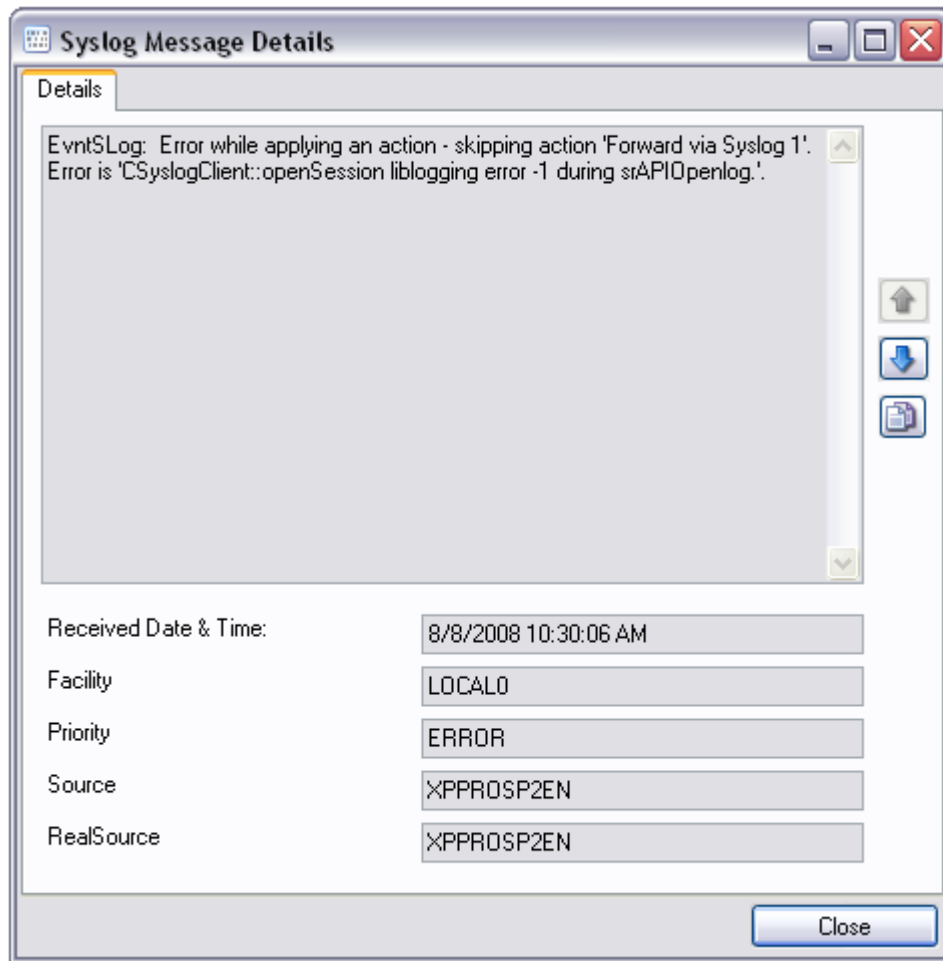 Syslog Message Details
Details
EvntSLog:  Error while applying an action - skipping action 'Forward via Syslog 1'.
Error is 'CSyslogClient::openSession liblogging error -1 during srAPIOpenlog.'.
Received Date & Time:
8/8/2008 10:30:06 AM
Facility
LOCAL0
Priority
ERROR
Source
XPPROSP2EN
RealSource
XPPROSP2EN
Close